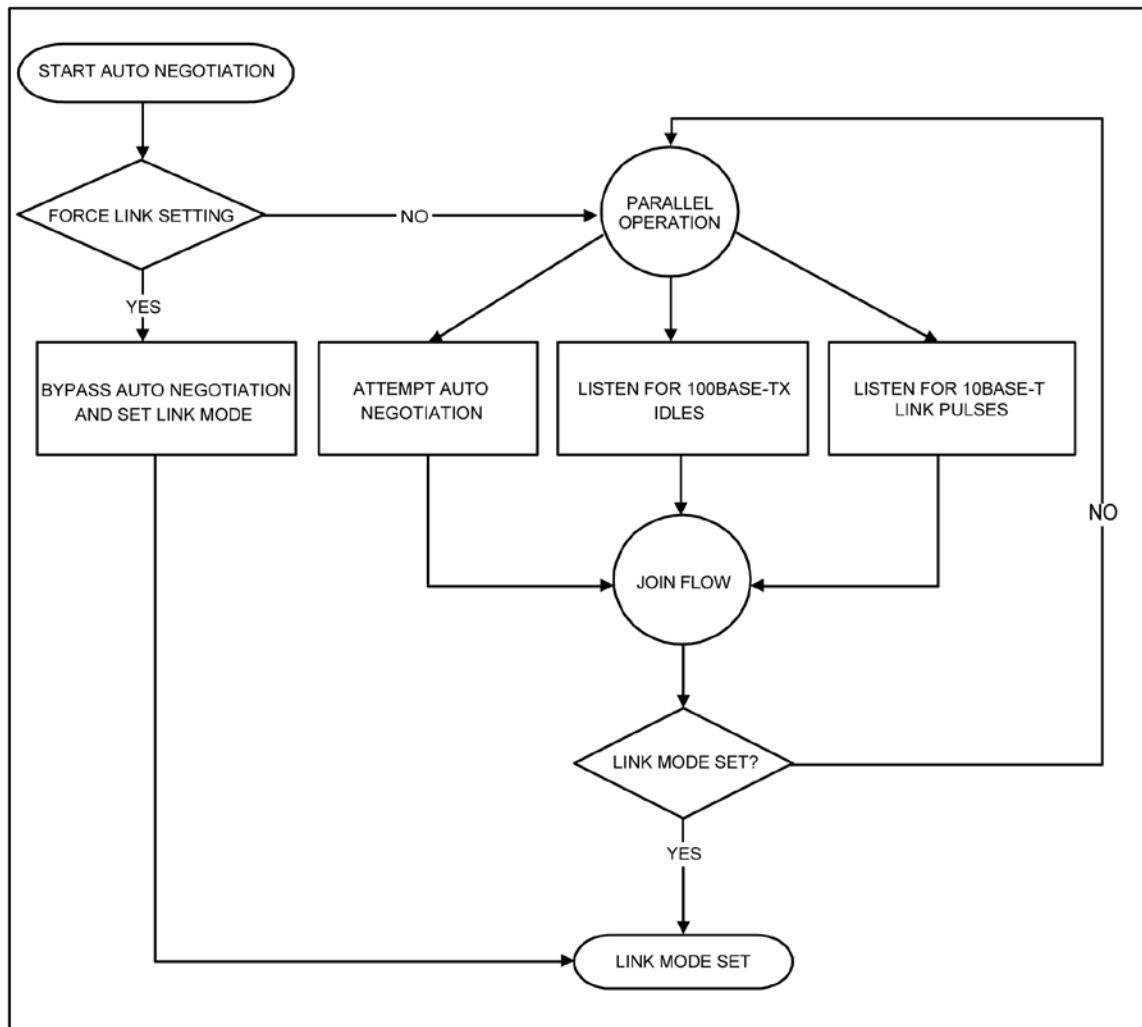 START AUTO NEGOTIATION
FORCE LINK SETTING
NO
PARALLEL
OPERATION
YES
BYPASS AUTO NEGOTIATION
AND SET LINK MODE
ATTEMPT AUTO
NEGOTIATION
LISTEN FOR 100BASE-TX
IDLES
LISTEN FOR 10BASE-T
LINK PULSES
NO
JOIN FLOW
LINK MODE SET?
YES
LINK MODE SET